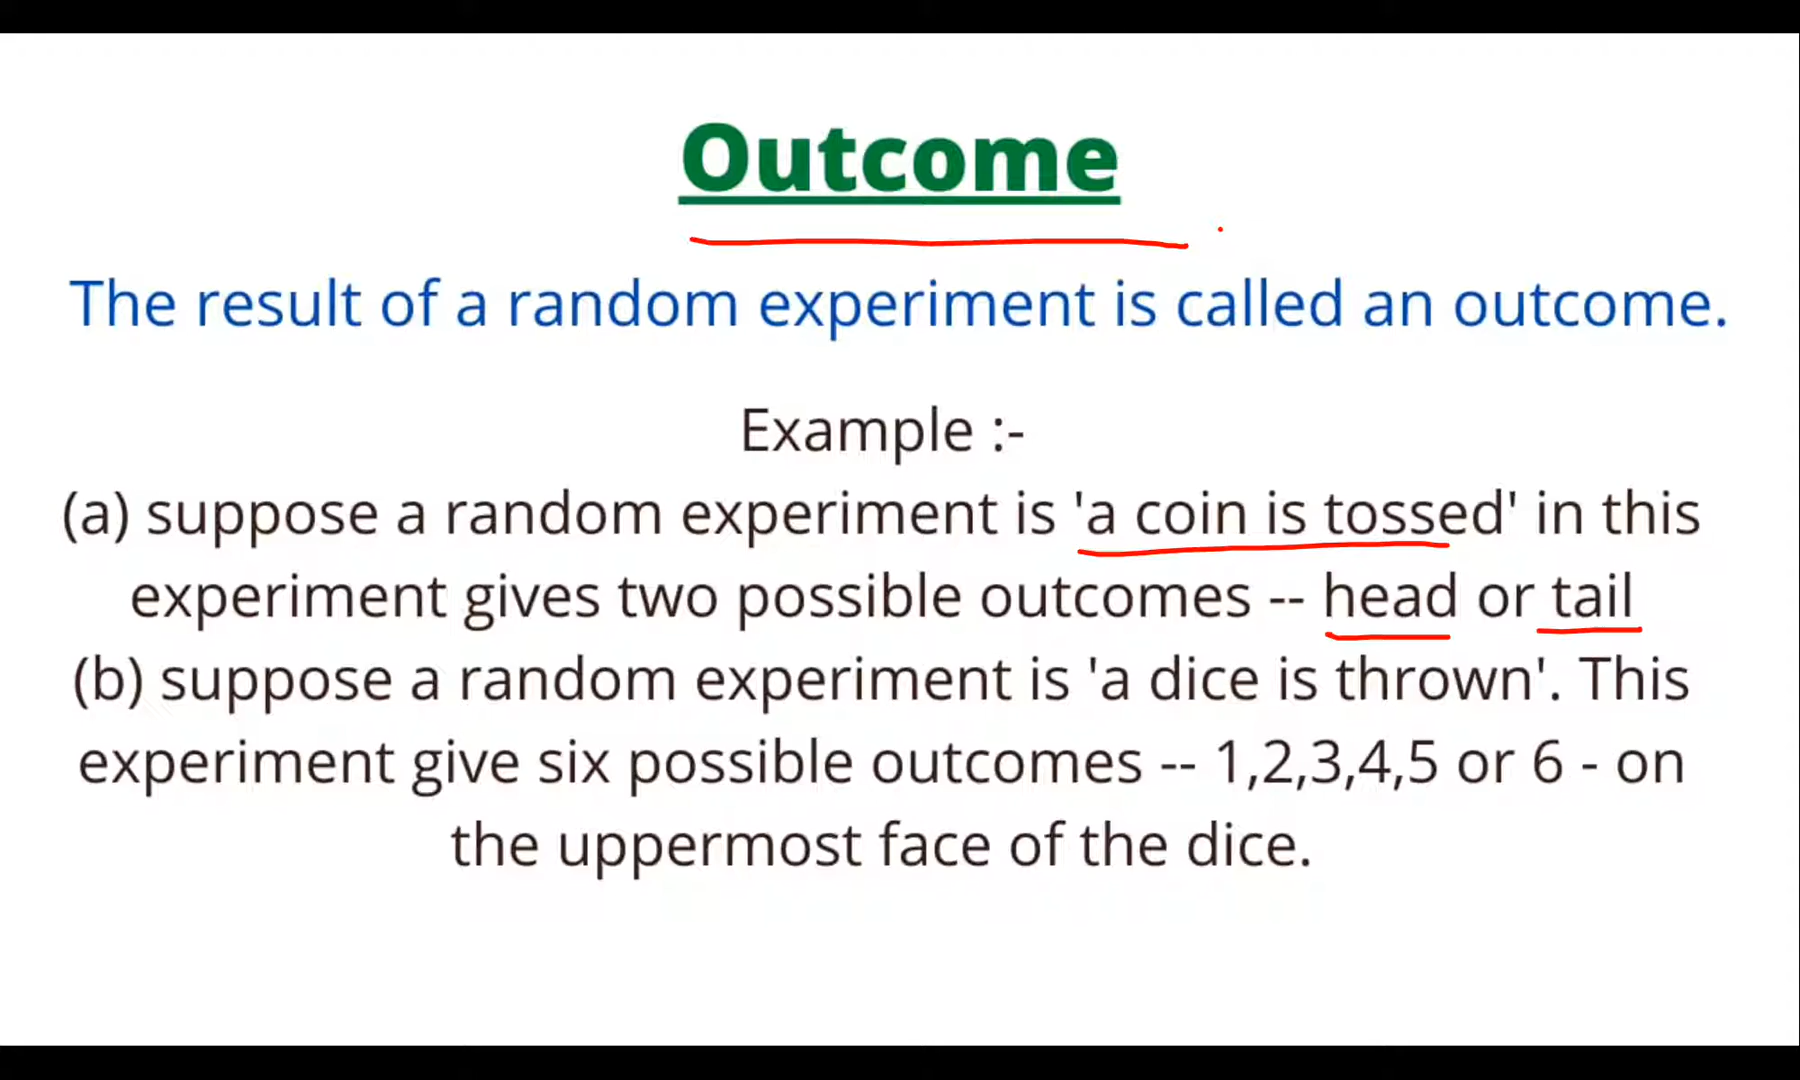 Outcome
The result of a random experiment is called an outcome.
Example :-
(a) suppose a random experiment is 'a coin is tossed' in this
experiment gives two possible outcomes -- head or tail
(b) suppose a random experiment is 'a dice is thrown'. This
experiment give six possible outcomes -- 1,2,3,4,5 or 6 - on
the uppermost face of the dice.